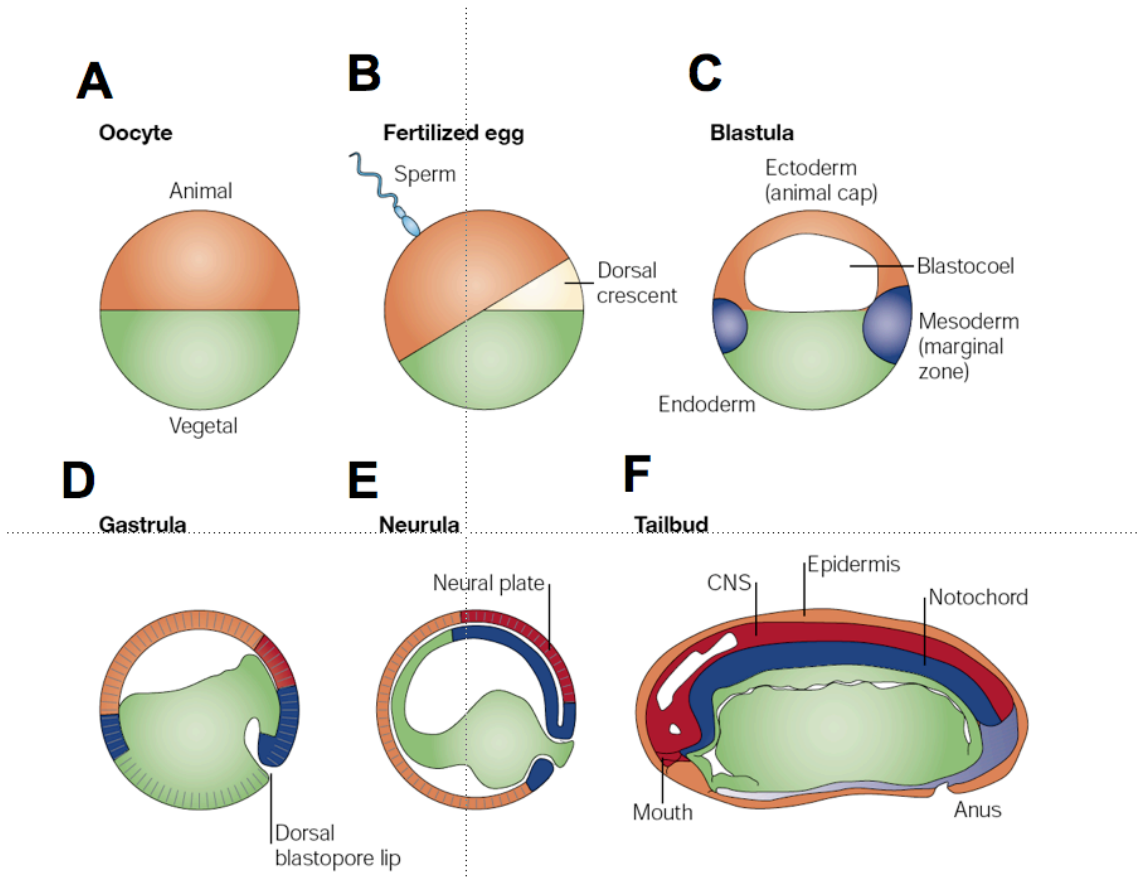 A
B
C
Oocyte
Fertilized egg
Blastula
Sperm
Animal
Ectoderm
(animal cap)
Dorsal
crescent
Blastocoel
Mesoderm
(marginal
zone)
Endoderm
Vegetal
D
E
F
Gastrula
Neurula
Tailbud
Neural plate
CNS
Epidermis
Notochord
Mouth
Anus
Dorsal
blastopore lip